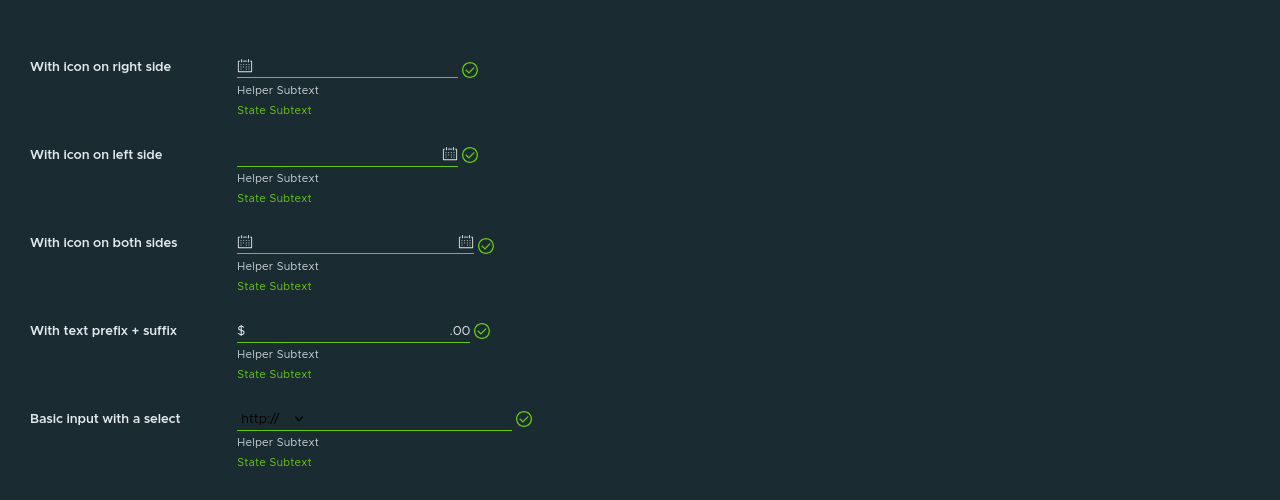 With icon on right side
Helper Subtext
State Subtext
With icon on left side
Helper Subtext
State Subtext
With icon on both sides
Helper Subtext
State Subtext
With text prefix + suffix $ .00
Helper Subtext
State Subtext
Basic input with a select http://
Helper Subtext
State Subtext